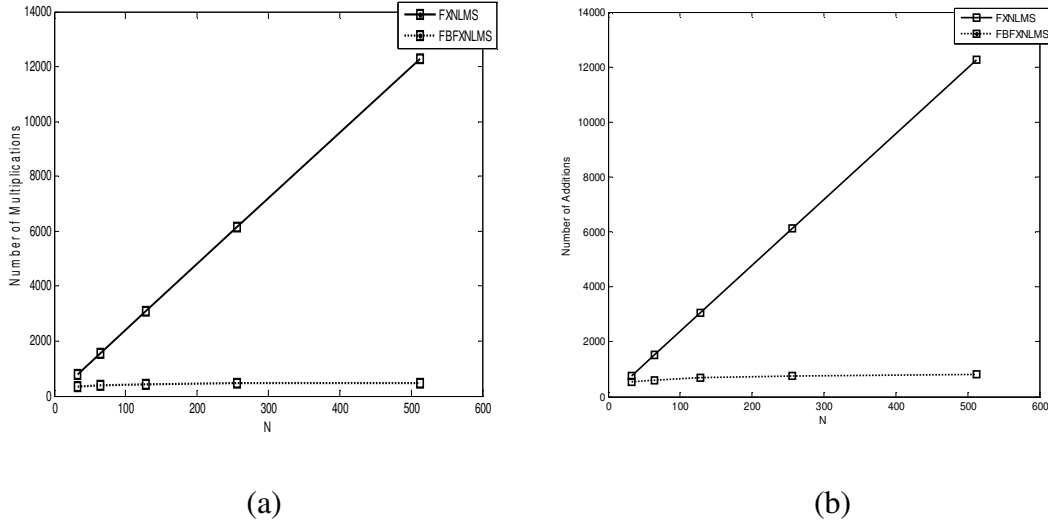 14000
12000
10000
8000
6000
4000
2000
0
0 100 200 300 400 500 600
N
Number of Multiplications
FXNLMS
FBFXNLMS
(a)
14000
12000
10000
8000
6000
4000
2000
0
0 100 200 300 400 500 600
N
Number of Additions
FXNLMS
FBFXNLMS
(b)